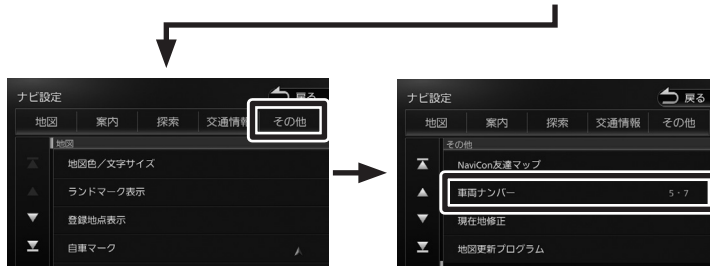 ナビ設定
戻る
地図 案内 探索 交通情報 その他
地図
地図色／文字サイズ
ランドマーク表示
登録地点表示
自車マーク
ナビ設定
戻る
地図 案内 探索 交通情報 その他
その他
NaviCon友達マップ
車両ナンバー 5-7
現在地修正
地図更新プログラム